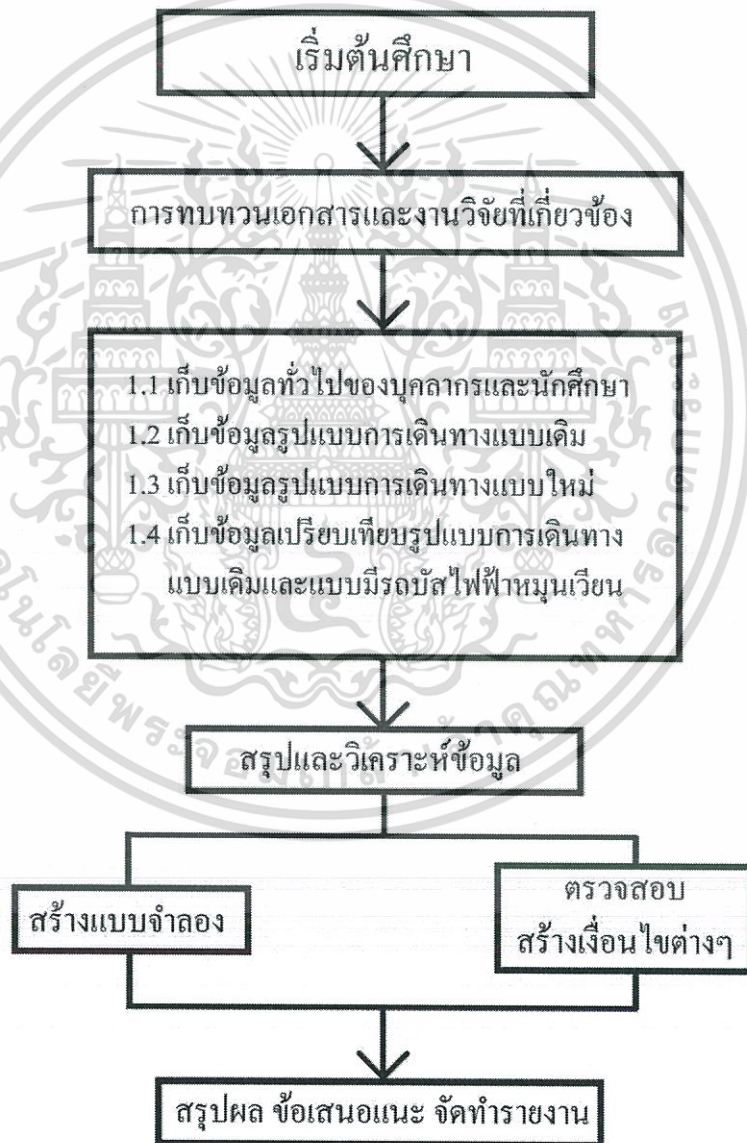 เริ่มต้นศึกษา
การทบทวนเอกสารและงานวิจัยที่เกี่ยวข้อง
1.1 เก็บข้อมูลทั่วไปของบุคลากรและนักศึกษา
1.2 เก็บข้อมูลรูปแบบการเดินทางแบบเดิม
1.3 เก็บข้อมูลรูปแบบการเดินทางแบบใหม่
1.4 เก็บข้อมูลเปรียบเทียบรูปแบบการเดินทาง
แบบเดิมและแบบมีรถบัสไฟฟ้าหมุนเวียน
สรุปและวิเคราะห์ข้อมูล
สร้างแบบจำลอง
ตรวจสอบ
สร้างเงื่อนไขต่างๆ
สรุปผล ข้อเสนอแนะ จัดทำรายงาน